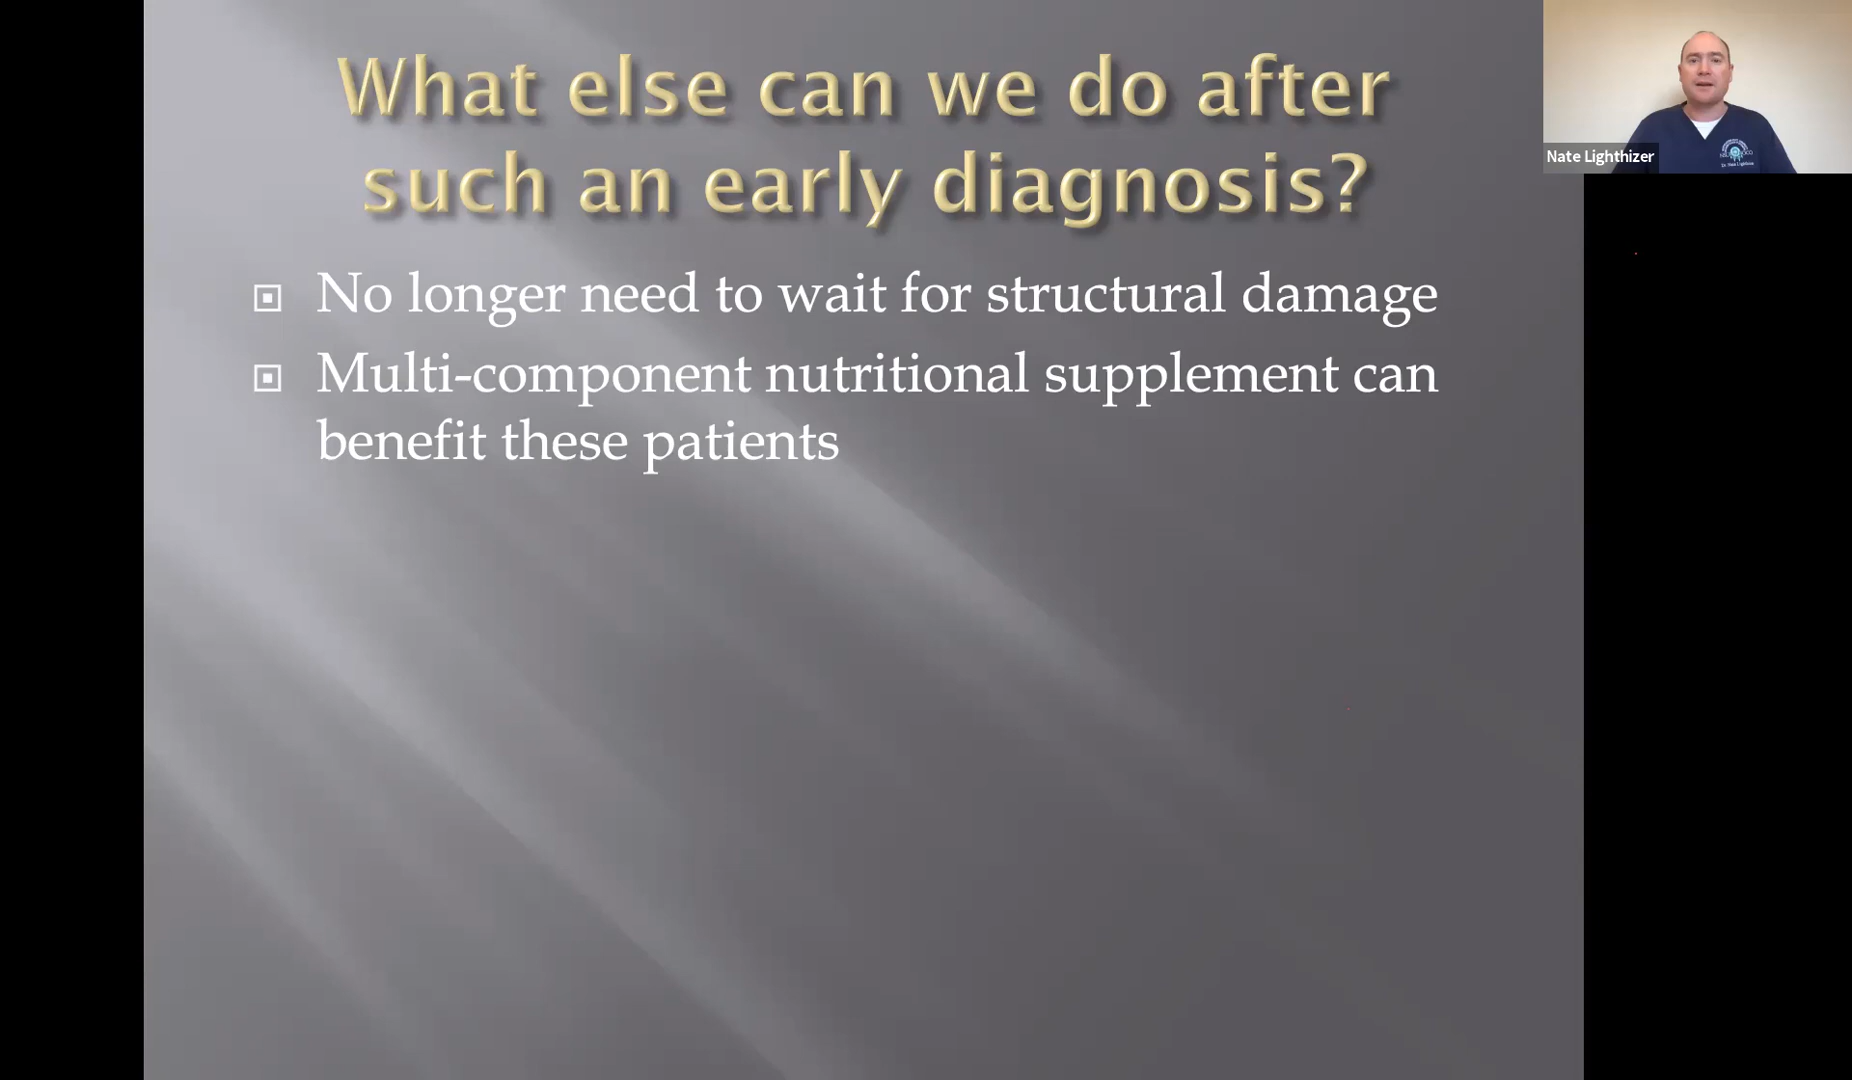 What else can we do after
such an early diagnosis?
Nate Lighthizer
No longer need to wait for structural damage
Multi-component nutritional supplement can
benefit these patients